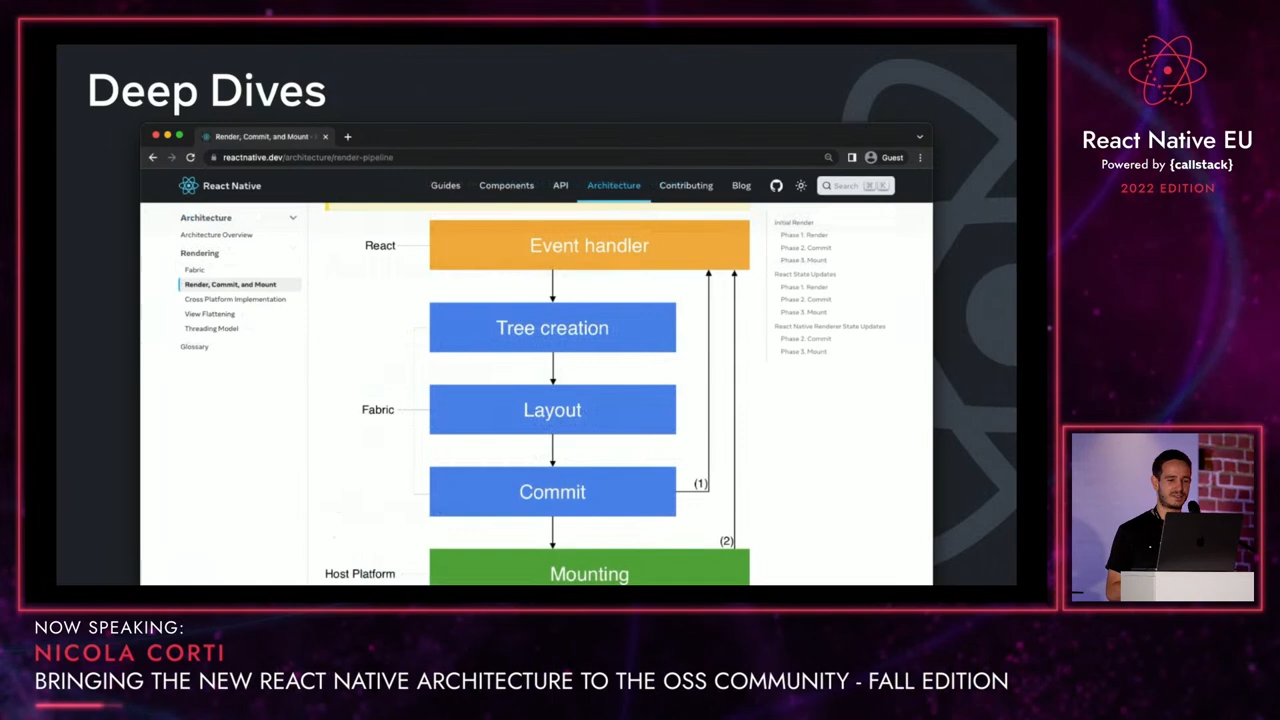 Deep Dives
Render, Commit, and Mount
reactnative.dev/architecture/render-pipeline
Guest
React Native
Guides
Components
API
Architecture
Contributing
Blog
Search
⌘
K
Architecture
Architecture Overview
Rendering
Fabric
Render, Commit, and Mount
Cross Platform Implementation
View Flattening
Threading Model
Glossary
React
Event handler
Tree creation
Fabric
Layout
Commit
(1)
(2)
Host Platform
Mounting
Initial Render
Phase 1. Render
Phase 2. Commit
Phase 3. Mount
React State Updates
Phase 1. Render
Phase 2. Commit
Phase 3. Mount
React Native Renderer State Updates
Phase 2. Commit
Phase 3. Mount
React Native EU
Powered by {callstack}
2022 EDITION
NOW SPEAKING:
NICOLA CORTI
BRINGING THE NEW REACT NATIVE ARCHITECTURE TO THE OSS COMMUNITY - FALL EDITION